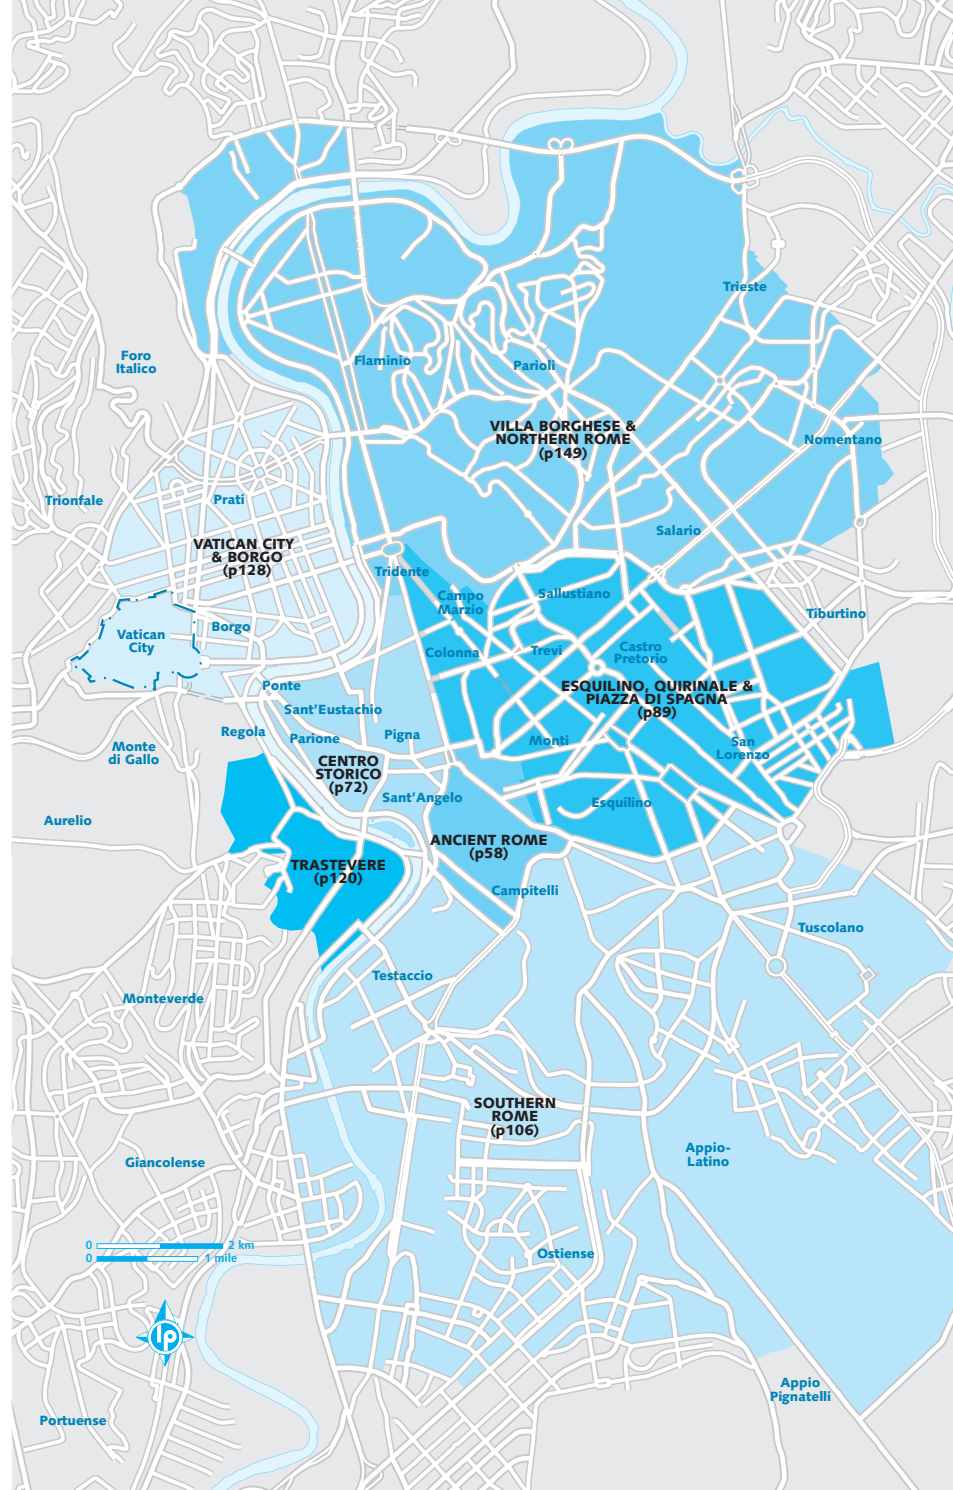 Trieste
Foro
Italico
Flaminio
Parioli
VILLA BORGHESE &
NORTHERN ROME
(p149)
Nomentano
Trionfale
Prati
Salario
VATICAN CITY
& BORGO
(p128)
Tridente
Campo
Marzio
Sallustiano
Tiburtino
Vatican
City
Borgo
Colonna
Trevi
Castro
Pretorio
Ponte
ESQUILINO, QUIRINALE &
PIAZZA DI SPAGNA
(p89)
Sant'Eustachio
Regola
Parione
Pigna
Monti
San
Lorenzo
Monte
di Gallo
CENTRO
STORICO
(p72)
Sant'Angelo
Esquilino
Aurelio
ANCIENT ROME
(p58)
TRASTEVERE
(p120)
Campitelli
Tuscolano
Testaccio
Monteverde
SOUTHERN
ROME
(p106)
Appio-
Latino
Giancolense
0 2 km
0 1 mile
Ostiense
lp
Appio
Pignatelli
Portuense